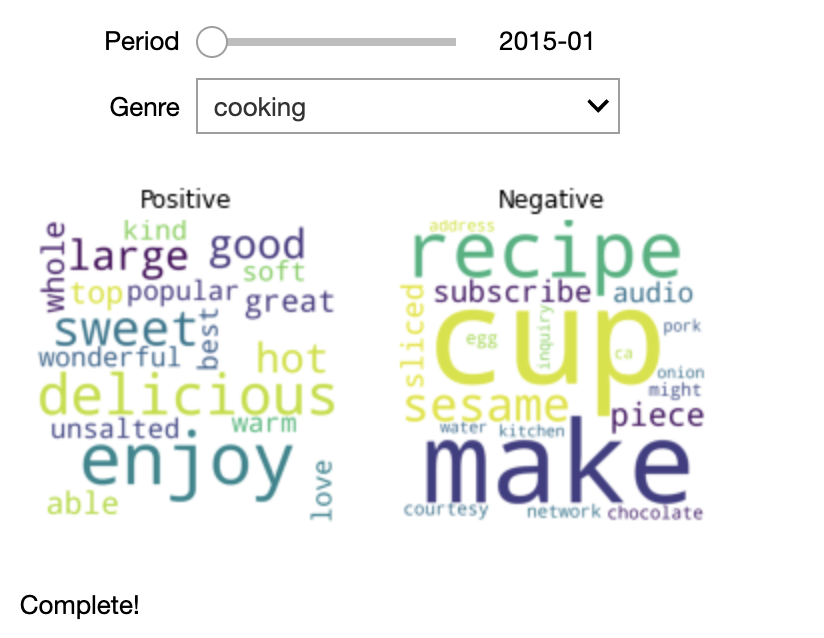 Period 2015-01
Genre cooking
Positive
whole
kind
large
good
soft
top
popular
great
sweet
best
wonderful
hot
delicious
unsalted
warm
enjoy
love
able
Negative
address
recipe
sliced
subscribe
audio
cup
egg
inquiry
pork
ca
onion
might
sesame
piece
water
kitchen
make
courtesy
network
chocolate
Complete!